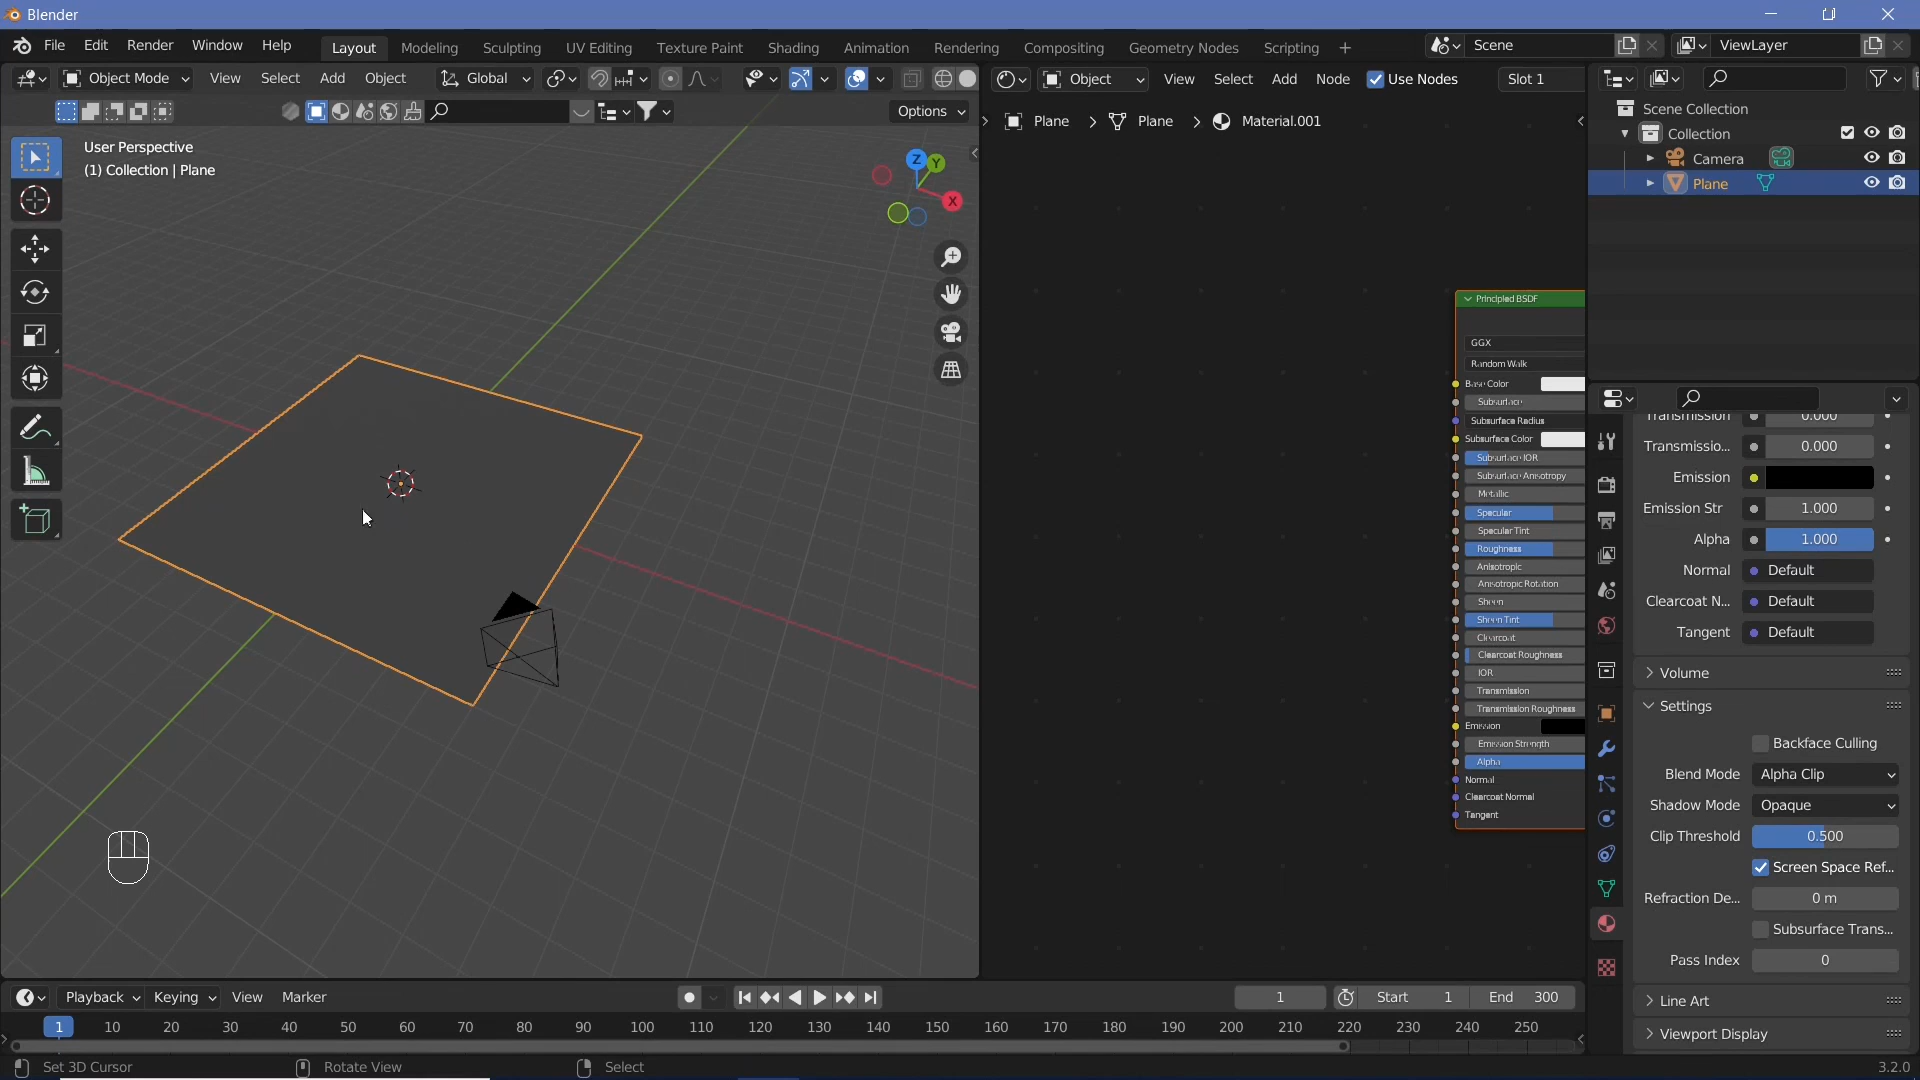 Blender
File Edit Render Window Help Layout Modeling Sculpting UV Editing Texture Paint Shading Animation Rendering Compositing Geometry Nodes Scripting + Scene ViewLayer
Object Mode View Select Add Object Global
Options
User Perspective
(1) Collection | Plane
Z
Y
X
Object View Select Add Node Use Nodes Slot 1
Plane > Plane > Material.001
Principled BSDF
GGX
Random Walk
Base Color
Subsurface
Subsurface Radius
Subsurface Color
Subsurface IOR
Subsurface Anisotropy
Metallic
Specular
Specular Tint
Roughness
Anisotropic
Anisotropic Rotation
Sheen
Sheen Tint
Clearcoat
Clearcoat Roughness
IOR
Transmission
Transmission Roughness
Emission
Emission Strength
Alpha
Normal
Clearcoat Normal
Tangent
Scene Collection
Collection
Camera
Plane
Transmission 0.000
Transmissio... 0.000
Emission
Emission Str 1.000
Alpha 1.000
Normal Default
Clearcoat N... Default
Tangent Default
Volume
Settings
Backface Culling
Blend Mode Alpha Clip
Shadow Mode Opaque
Clip Threshold 0.500
Screen Space Ref...
Refraction De... 0 m
Subsurface Trans...
Pass Index 0
Line Art
Viewport Display
Playback Keying View Marker 1 Start 1 End 300
1 10 20 30 40 50 60 70 80 90 100 110 120 130 140 150 160 170 180 190 200 210 220 230 240 250
Set 3D Cursor Rotate View Select 3.2.0